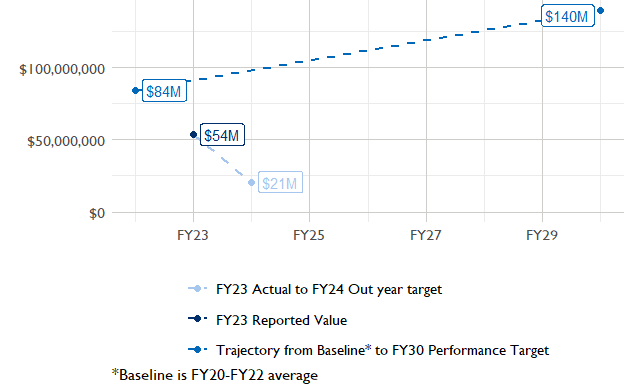 $140M
$100,000,000
$84M
$54M
$50,000,000
$21M
$0
FY23 FY25 FY27 FY29
FY23 Actual to FY24 Out year target
FY23 Reported Value
Trajectory from Baseline* to FY30 Performance Target
*Baseline is FY20-FY22 average